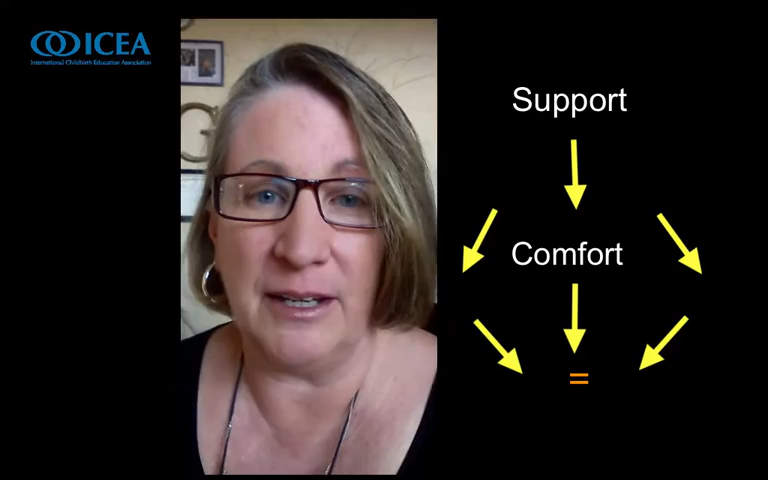 ICEA
International Childbirth Education Association
Support
Comfort
=